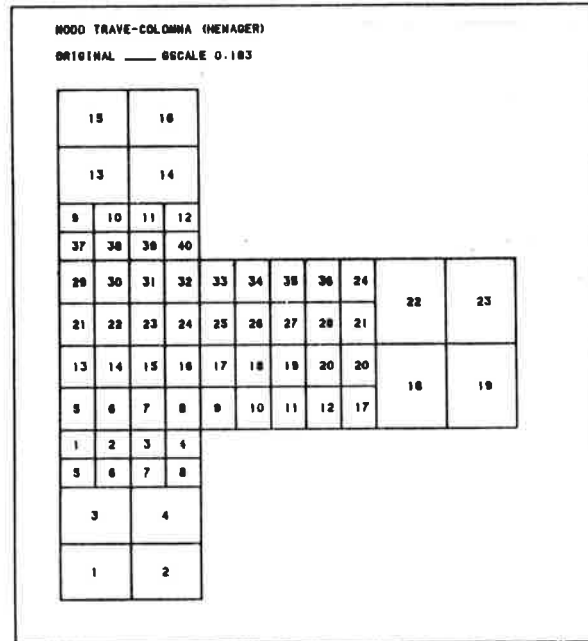 NODO TRAVE-COLONNA (HENAGER)
ORIGINAL ____ GSCALE 0.183
15 16
13 14
9 10 11 12
37 38 39 40
29 30 31 32 33 34 35 36 24
22 23
21 22 23 24 25 26 27 28 21
13 14 15 16 17 18 19 20 20
18 19
5 6 7 8 9 10 11 12 17
1 2 3 4
5 6 7 8
3 4
1 2